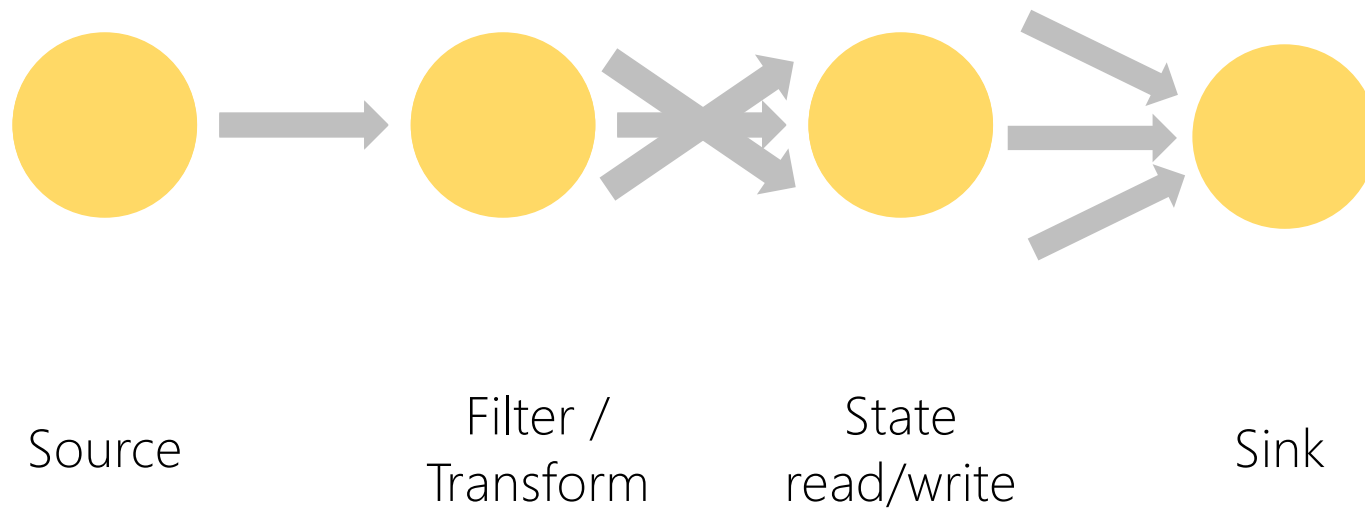 Source
Filter /
Transform
State
read/write
Sink